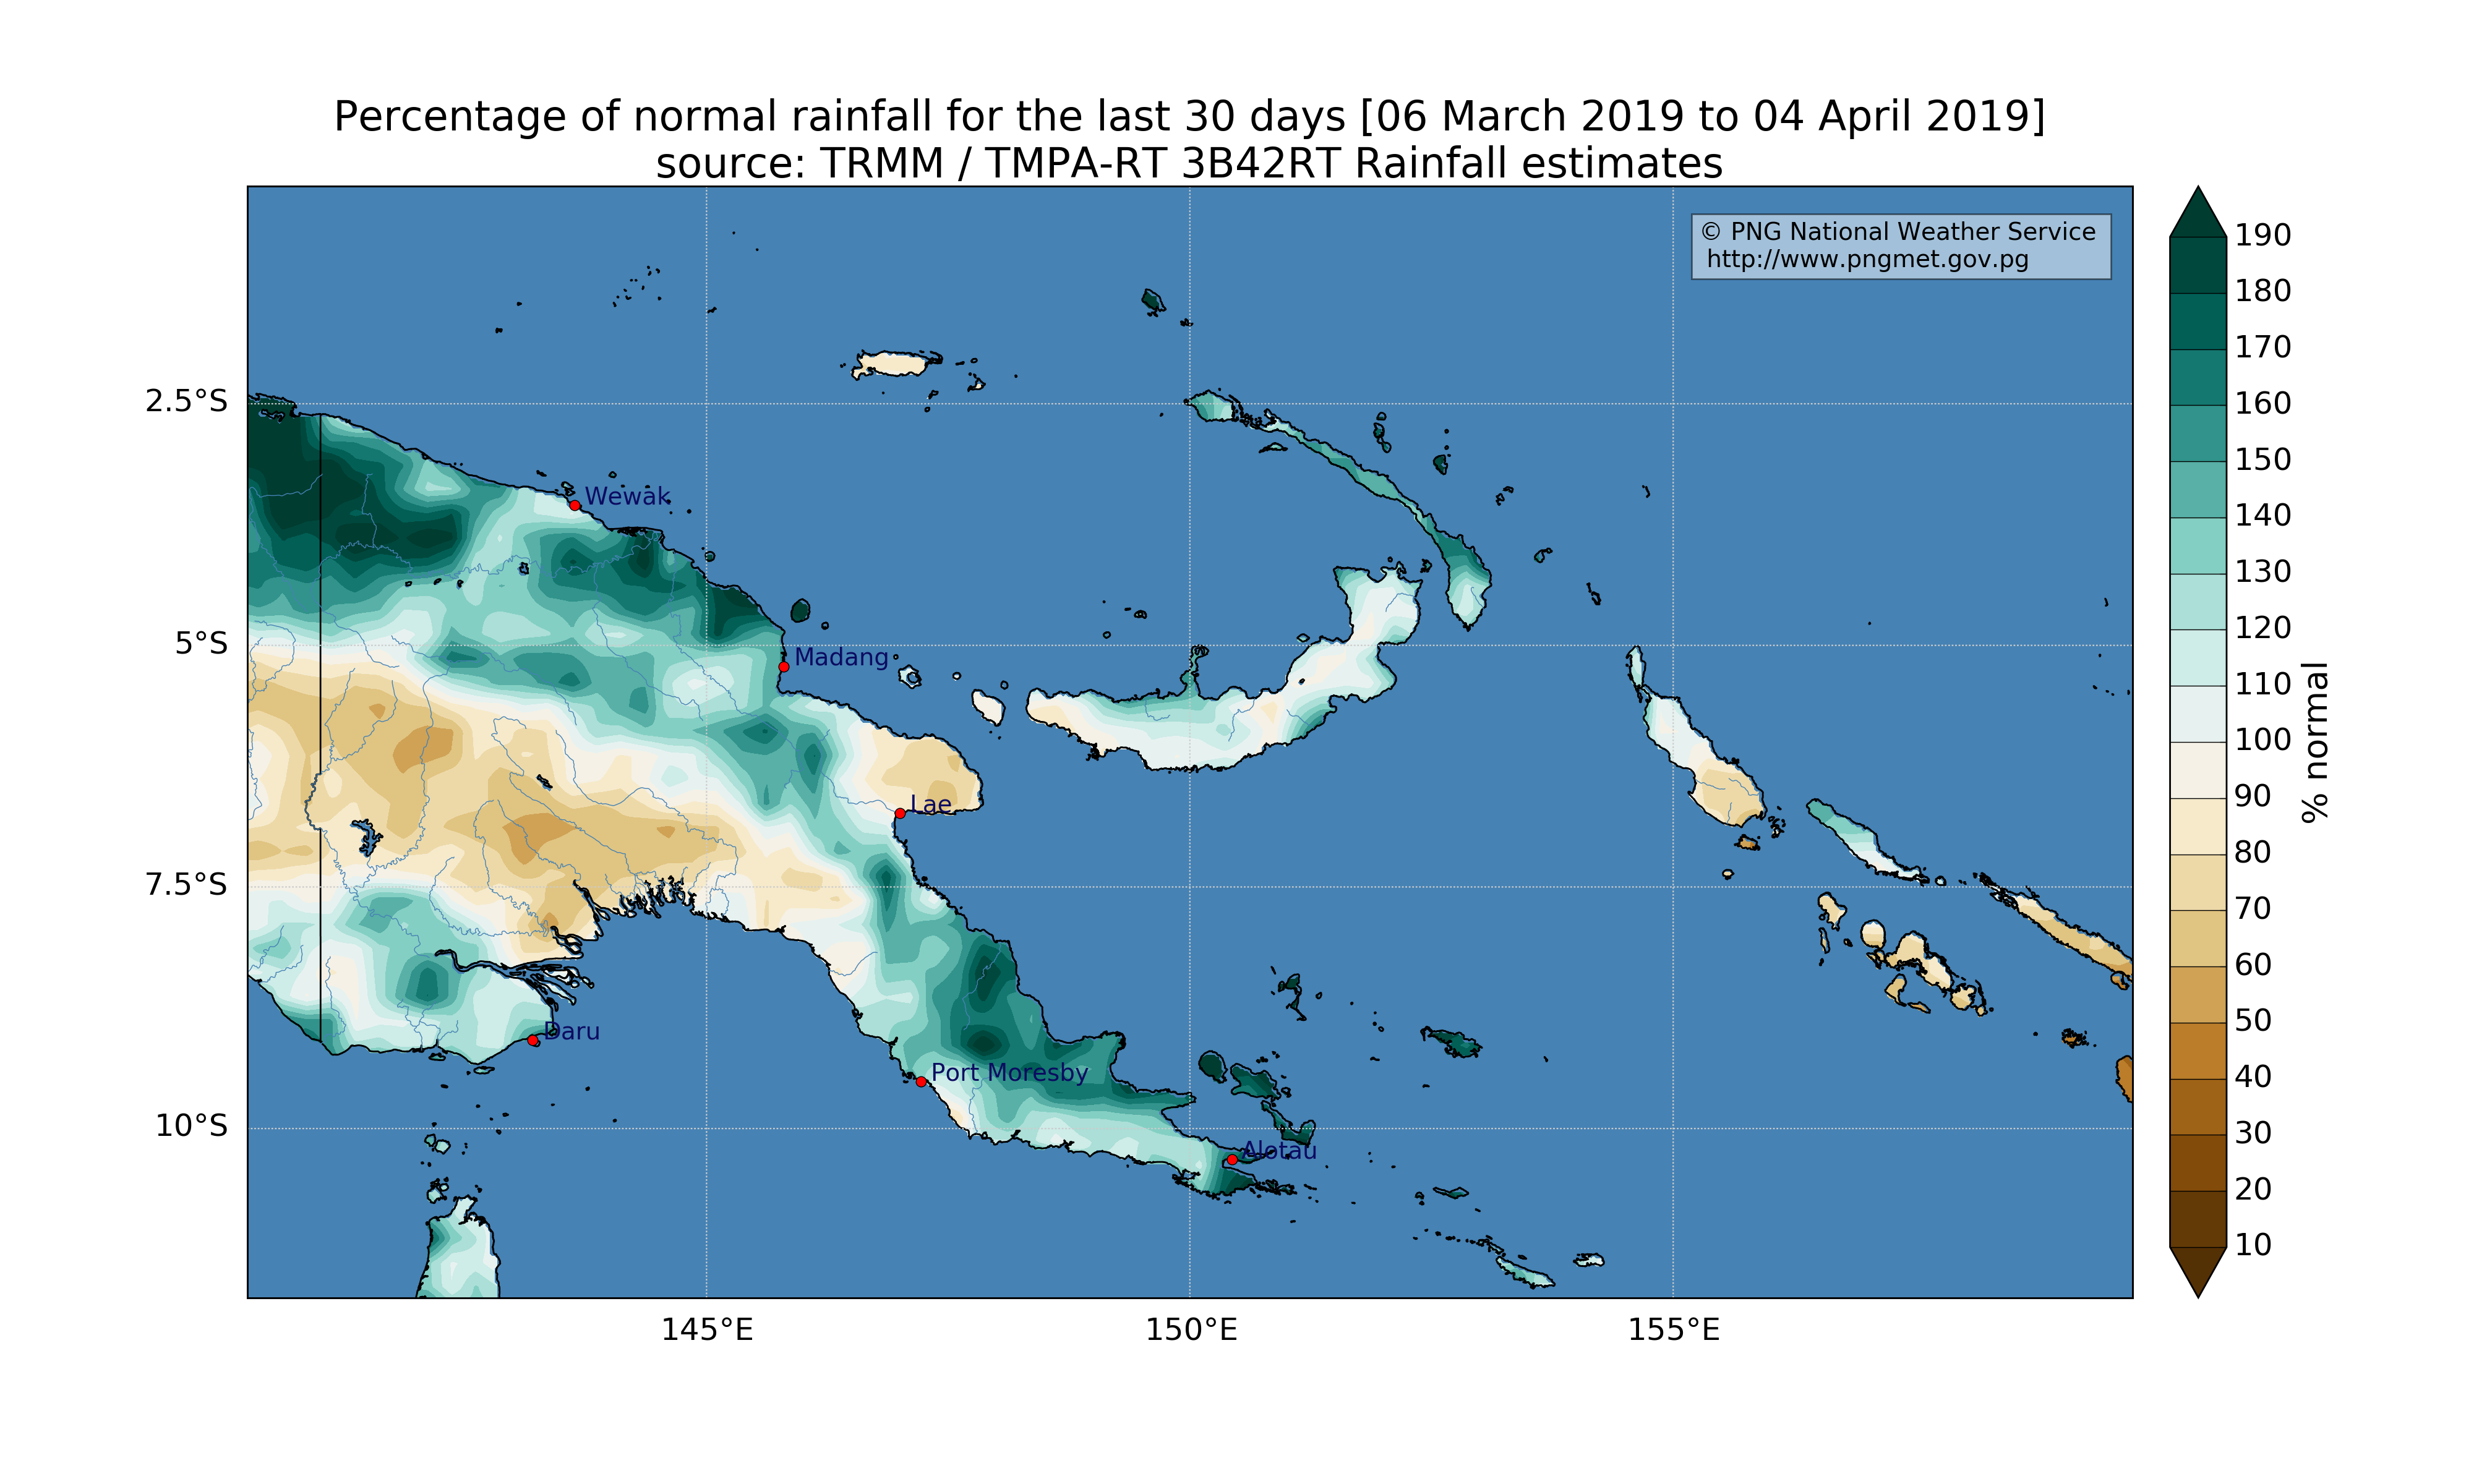 Percentage of normal rainfall for the last 30 days [06 March 2019 to 04 April 2019]
source: TRMM / TMPA-RT 3B42RT Rainfall estimates
© PNG National Weather Service
http://www.pngmet.gov.pg
2.5°S
5°S
7.5°S
10°S
145°E
150°E
155°E
Wewak
Madang
Lae
Daru
Port Moresby
Alotau
190
180
170
160
150
140
130
120
110
100
90
80
70
60
50
40
30
20
10
% normal